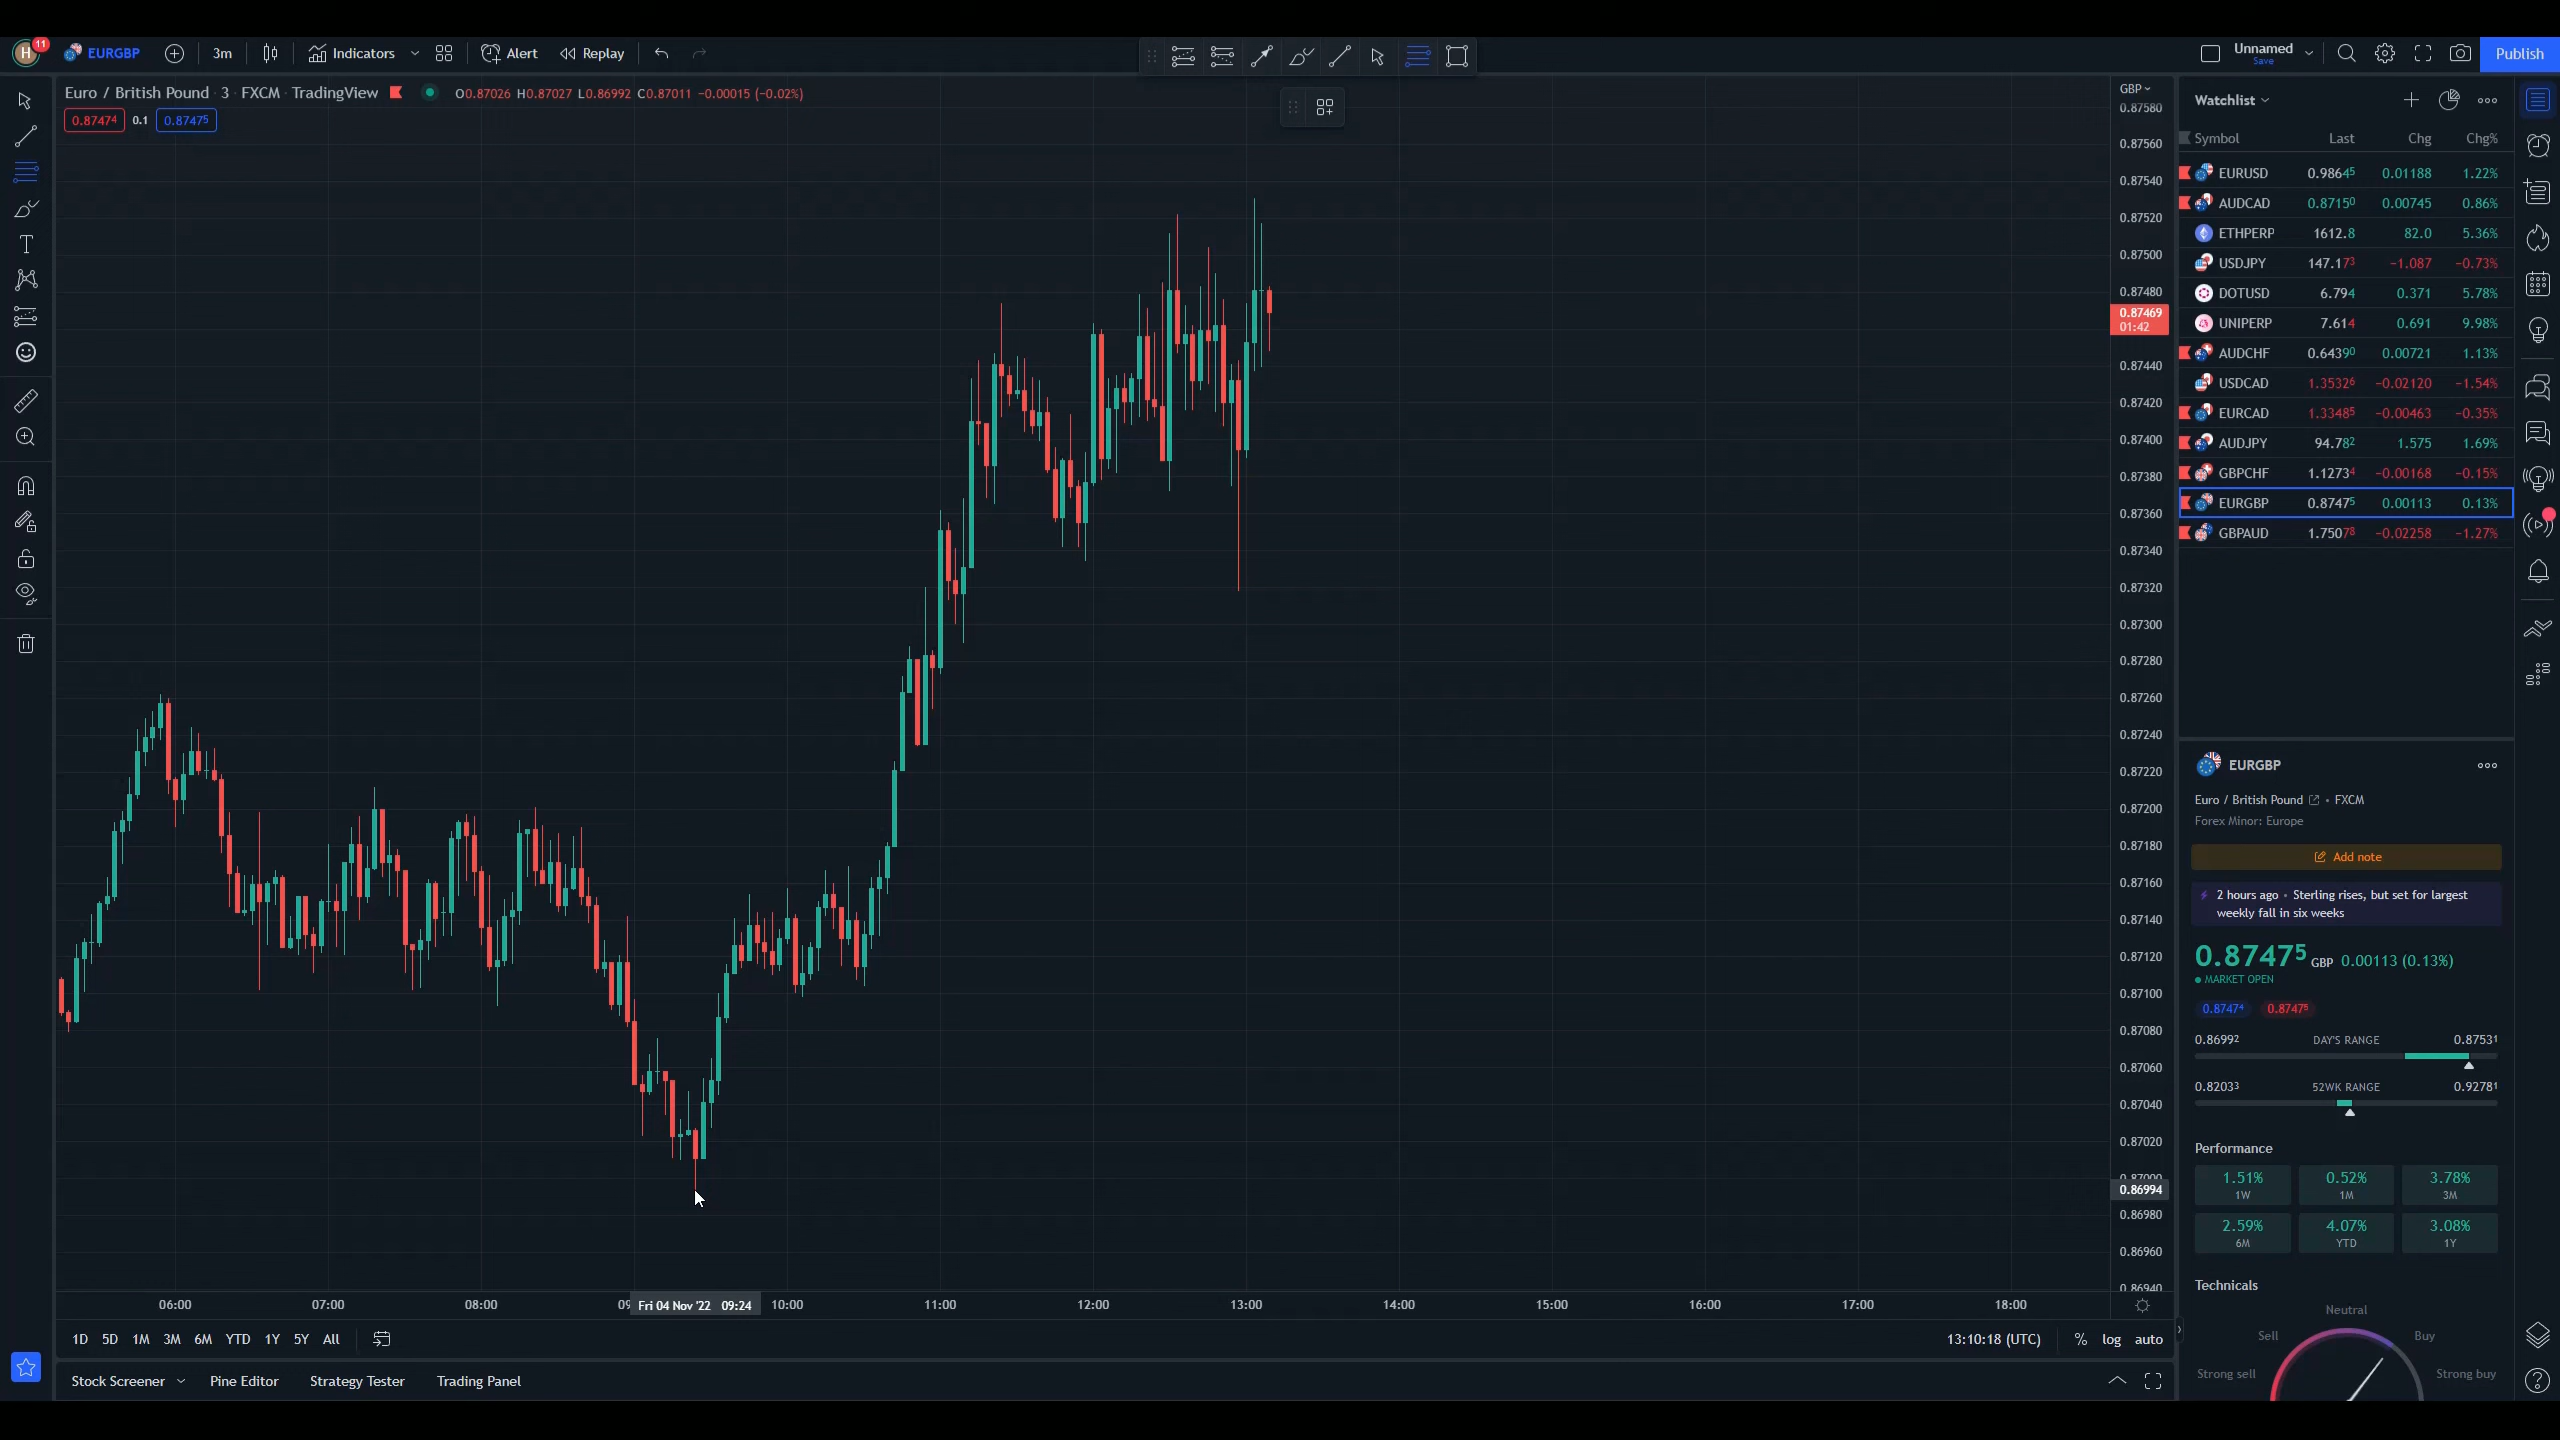 H 11 EURGBP 3m Indicators Alert Replay Unnamed Save Publish
Euro / British Pound · 3 · FXCM · TradingView O0.87026 H0.87027 L0.86992 C0.87011 −0.00015 (−0.02%)
0.87474 0.1 0.87475
GBP
0.87580
0.87560
0.87540
0.87520
0.87500
0.87480
0.87469
01:42
0.87440
0.87420
0.87400
0.87380
0.87360
0.87340
0.87320
0.87300
0.87280
0.87260
0.87240
0.87220
0.87200
0.87180
0.87160
0.87140
0.87120
0.87100
0.87080
0.87060
0.87040
0.87020
0.86994
0.86980
0.86960
0.86940
06:00 07:00 08:00 Fri 04 Nov '22 09:24 10:00 11:00 12:00 13:00 14:00 15:00 16:00 17:00 18:00
1D 5D 1M 3M 6M YTD 1Y 5Y All 13:10:18 (UTC) % log auto
Stock Screener Pine Editor Strategy Tester Trading Panel
Watchlist
Symbol Last Chg Chg%
EURUSD 0.98645 0.01188 1.22%
AUDCAD 0.87150 0.00745 0.86%
ETHPERP 1612.8 82.0 5.36%
USDJPY 147.173 −1.087 −0.73%
DOTUSD 6.794 0.371 5.78%
UNIPERP 7.614 0.691 9.98%
AUDCHF 0.64390 0.00721 1.13%
USDCAD 1.35326 −0.02120 −1.54%
EURCAD 1.33485 −0.00463 −0.35%
AUDJPY 94.782 1.575 1.69%
GBPCHF 1.12734 −0.00168 −0.15%
EURGBP 0.87475 0.00113 0.13%
GBPAUD 1.75078 −0.02258 −1.27%
EURGBP
Euro / British Pound • FXCM
Forex Minor: Europe
Add note
2 hours ago • Sterling rises, but set for largest
weekly fall in six weeks
0.87475 GBP 0.00113 (0.13%)
MARKET OPEN
0.87474 0.87475
0.86992 DAY'S RANGE 0.87531
0.82033 52WK RANGE 0.92781
Performance
1.51% 0.52% 3.78%
1W 1M 3M
2.59% 4.07% 3.08%
6M YTD 1Y
Technicals
Neutral
Sell Buy
Strong sell Strong buy